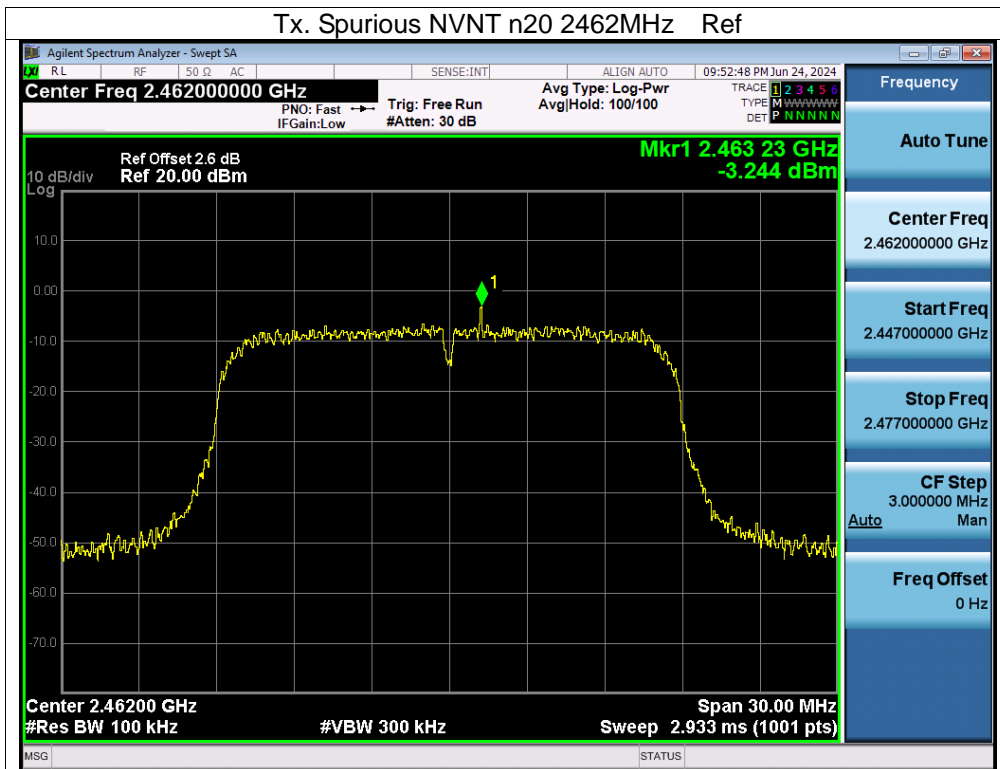 Tx. Spurious NVNT n20 2462MHz Ref
Agilent Spectrum Analyzer - Swept SA
LXI RL RF 50 Ω AC SENSE:INT ALIGN AUTO 09:52:48 PM Jun 24, 2024
Center Freq 2.462000000 GHz
PNO: Fast
IFGain:Low
Trig: Free Run
#Atten: 30 dB
Avg Type: Log-Pwr
Avg|Hold: 100/100
TRACE 1 2 3 4 5 6
TYPE M WWWWW
DET P N N N N N
Mkr1 2.463 23 GHz
-3.244 dBm
Ref Offset 2.6 dB
10 dB/div Ref 20.00 dBm
Log
10.0
0.00
-10.0
-20.0
-30.0
-40.0
-50.0
-60.0
-70.0
1
Center 2.46200 GHz Span 30.00 MHz
#Res BW 100 kHz #VBW 300 kHz Sweep 2.933 ms (1001 pts)
MSG STATUS
Frequency
Auto Tune
Center Freq
2.462000000 GHz
Start Freq
2.447000000 GHz
Stop Freq
2.477000000 GHz
CF Step
3.000000 MHz
Auto Man
Freq Offset
0 Hz